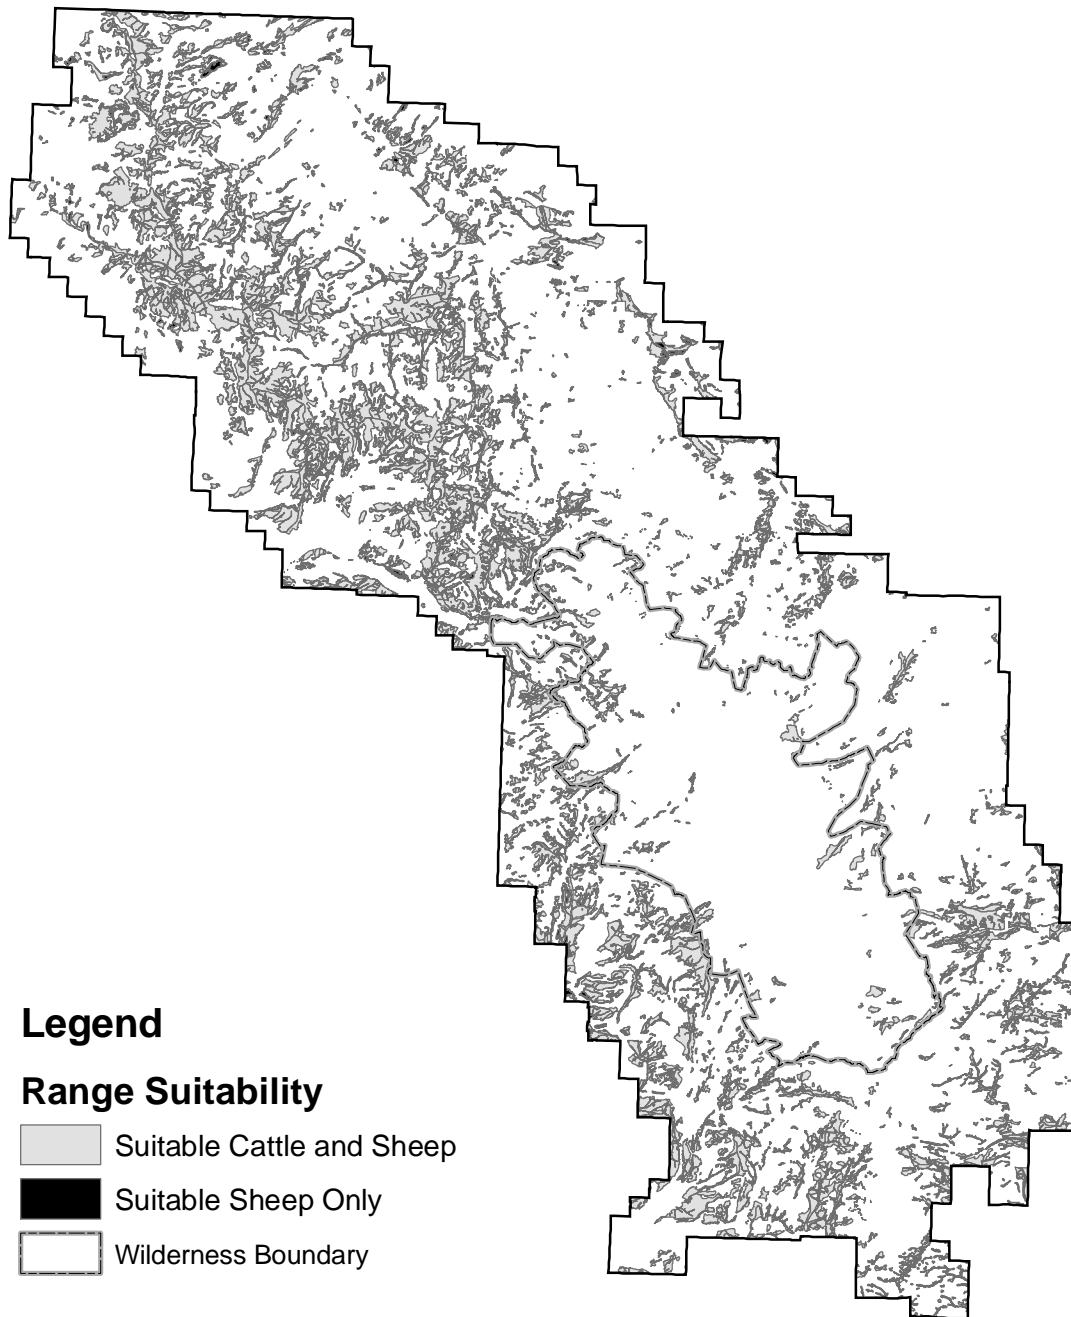 Legend
Range Suitability
Suitable Cattle and Sheep
Suitable Sheep Only
Wilderness Boundary